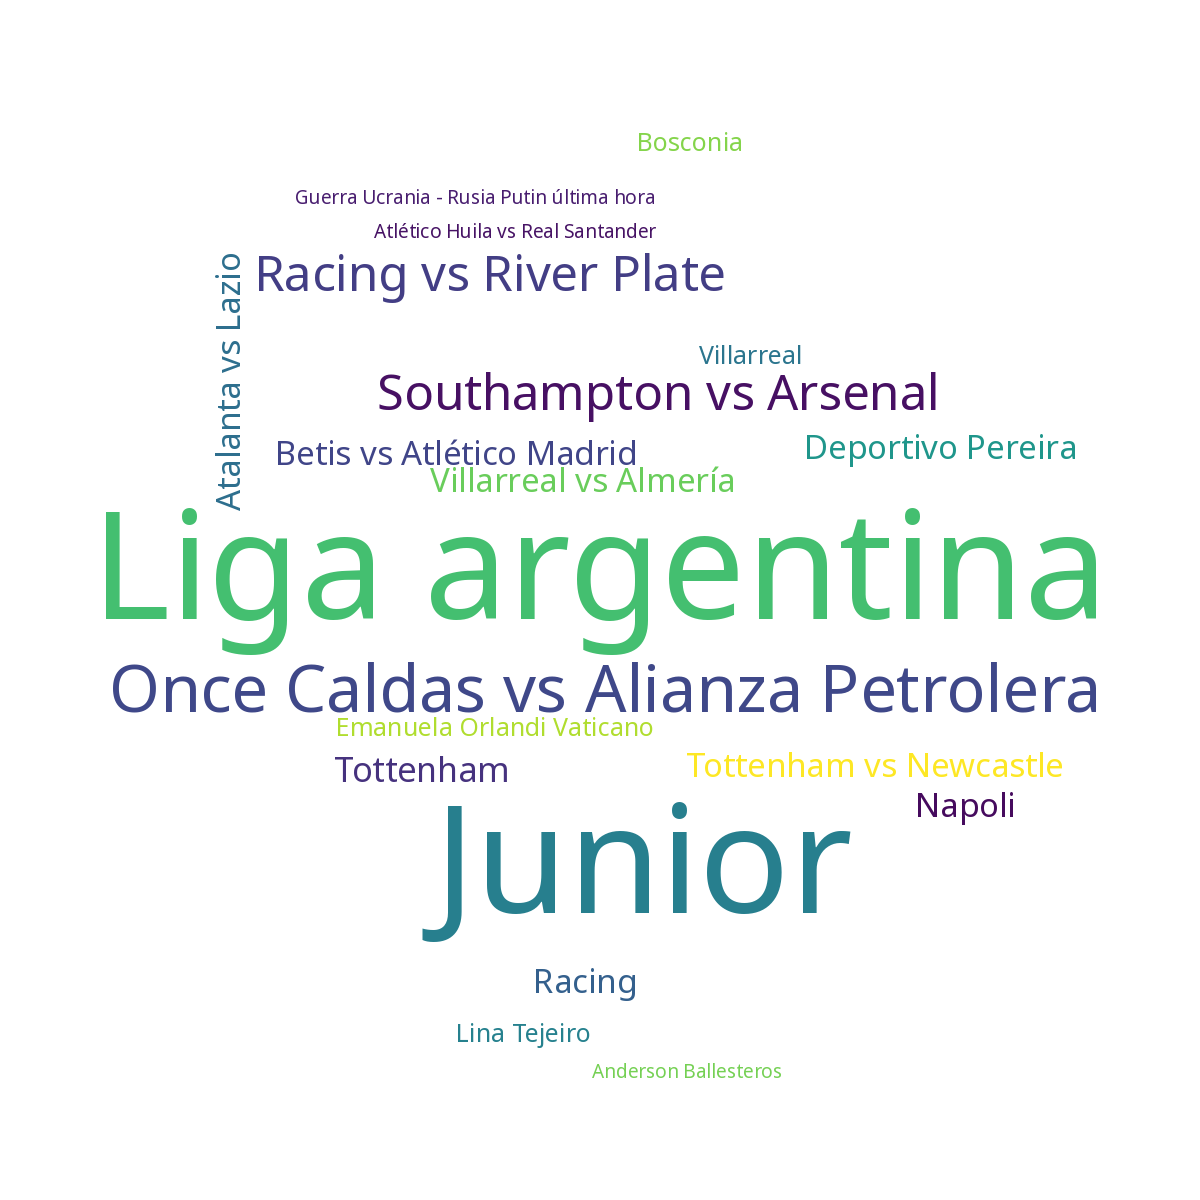 Bosconia
Guerra Ucrania - Rusia Putin última hora
Atlético Huila vs Real Santander
Racing vs River Plate
Atalanta vs Lazio
Villarreal
Southampton vs Arsenal
Betis vs Atlético Madrid
Deportivo Pereira
Villarreal vs Almería
Liga argentina
Once Caldas vs Alianza Petrolera
Emanuela Orlandi Vaticano
Tottenham
Tottenham vs Newcastle
Napoli
Junior
Racing
Lina Tejeiro
Anderson Ballesteros